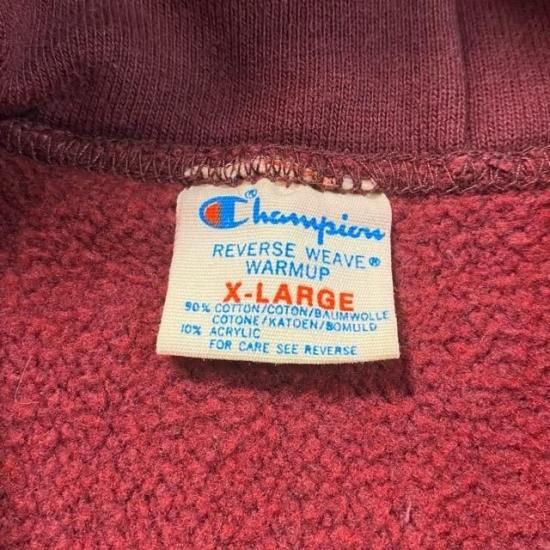 ® Champion
REVERSE WEAVE®
WARMUP
X-LARGE
90% COTTON/COTON/BAUMWOLLE
COTONE/KATOEN/BOMULD
10% ACRYLIC
FOR CARE SEE REVERSE